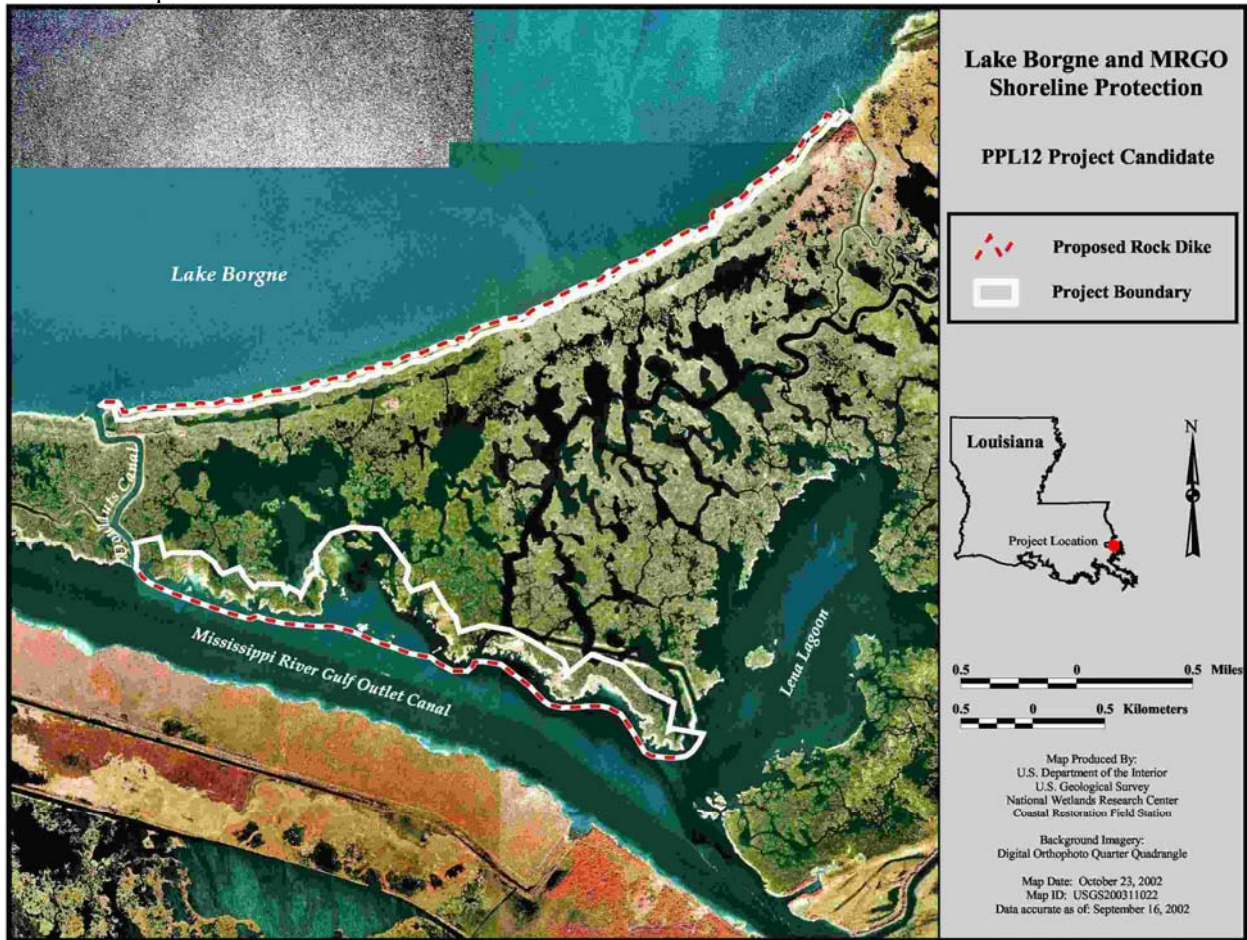 Lake Borgne and MRGO
Shoreline Protection
PPL12 Project Candidate
Proposed Rock Dike
Project Boundary
Lake Borgne
Doulluts Canal
Mississippi River Gulf Outlet Canal
Lena Lagoon
Louisiana
N
Project Location
0.5 0 0.5 Miles
0.5 0 0.5 Kilometers
Map Produced By:
U.S. Department of the Interior
U.S. Geological Survey
National Wetlands Research Center
Coastal Restoration Field Station
Background Imagery:
Digital Orthophoto Quarter Quadrangle
Map Date: October 23, 2002
Map ID: USGS200311022
Data accurate as of: September 16, 2002